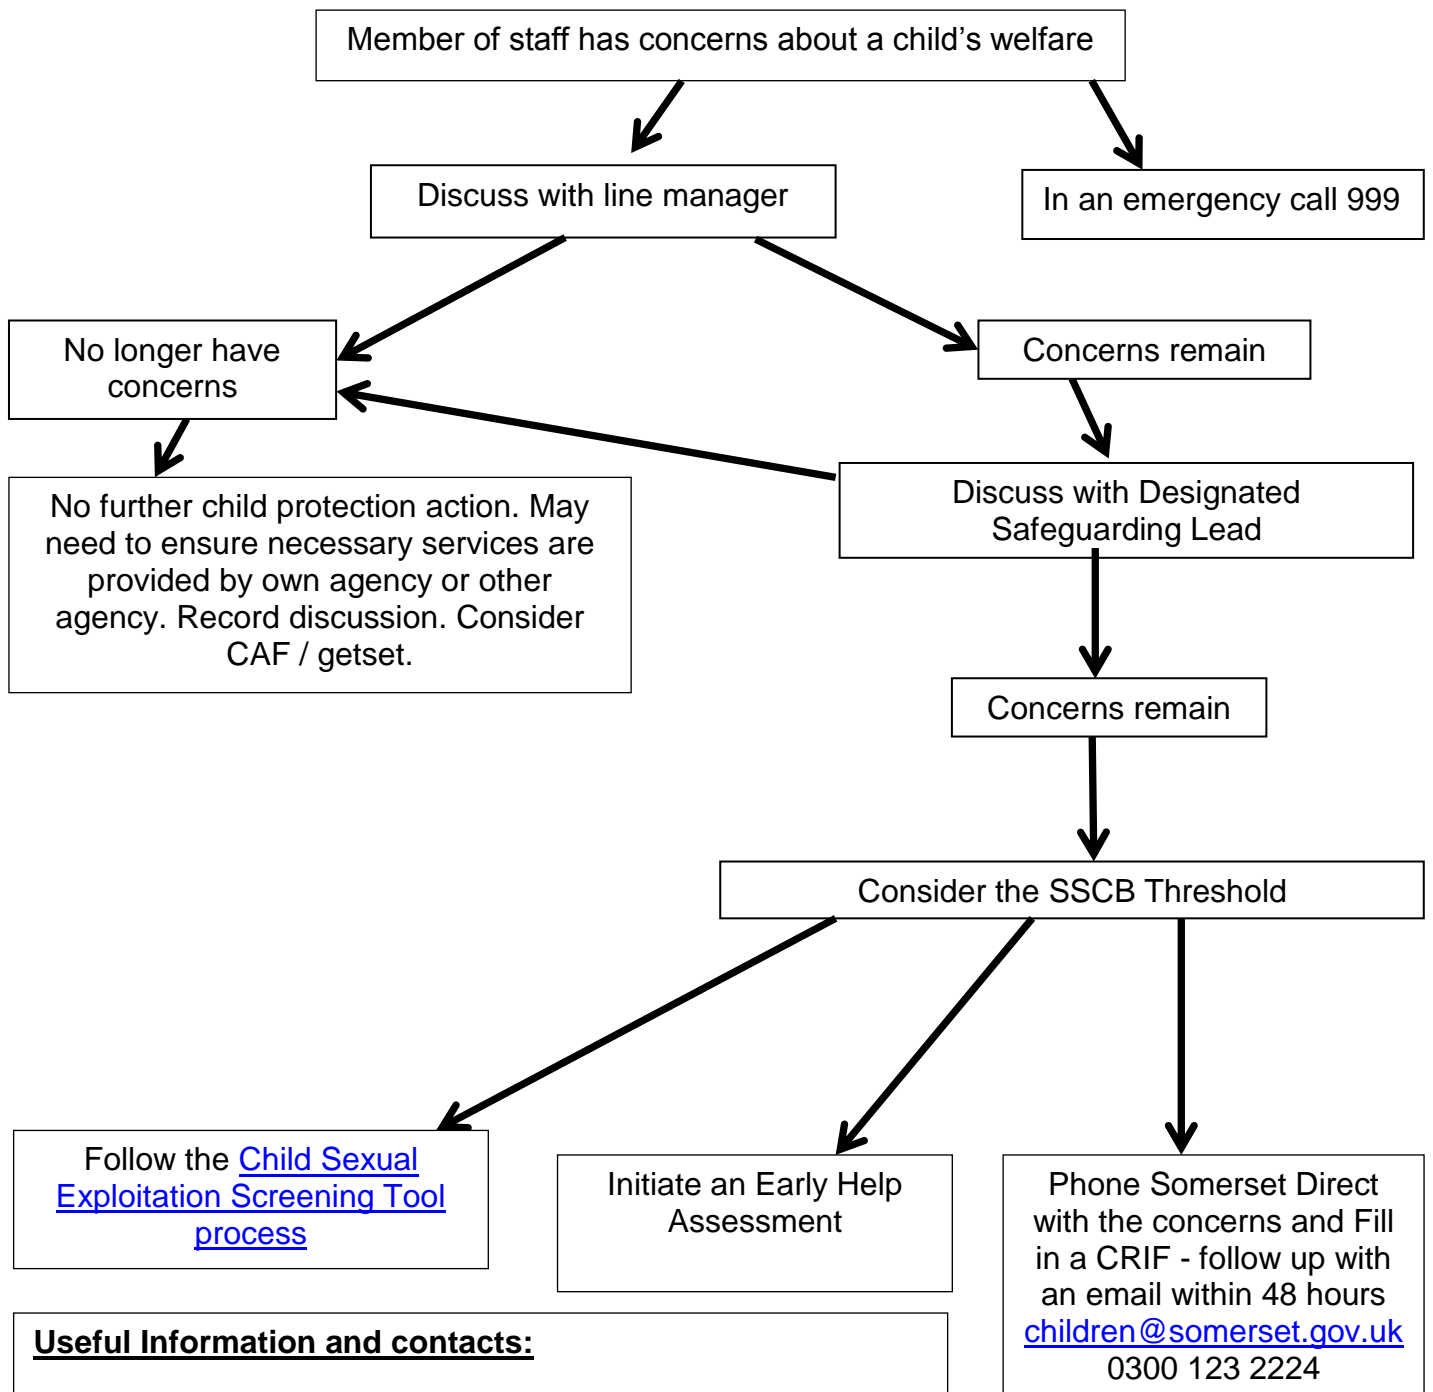 Member of staff has concerns about a child’s welfare
Discuss with line manager
In an emergency call 999
No longer have
concerns
Concerns remain
No further child protection action. May
need to ensure necessary services are
provided by own agency or other
agency. Record discussion. Consider
CAF / getset.
Discuss with Designated
Safeguarding Lead
Concerns remain
Consider the SSCB Threshold
Follow the Child Sexual
Exploitation Screening Tool
process
Initiate an Early Help
Assessment
Phone Somerset Direct
with the concerns and Fill
in a CRIF - follow up with
an email within 48 hours
children@somerset.gov.uk
0300 123 2224
Useful Information and contacts: